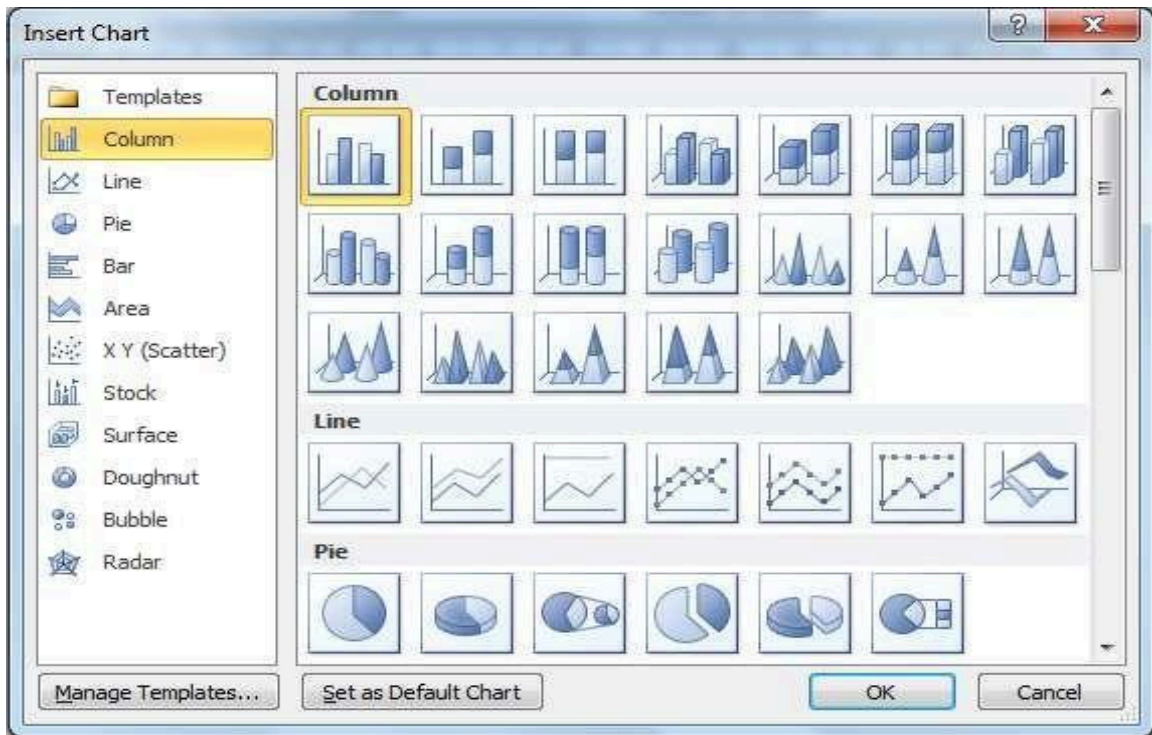 Insert Chart
Templates
Column
Line
Pie
Bar
Area
X Y (Scatter)
Stock
Surface
Doughnut
Bubble
Radar
Column
Line
Pie
Manage Templates...
Set as Default Chart
OK
Cancel